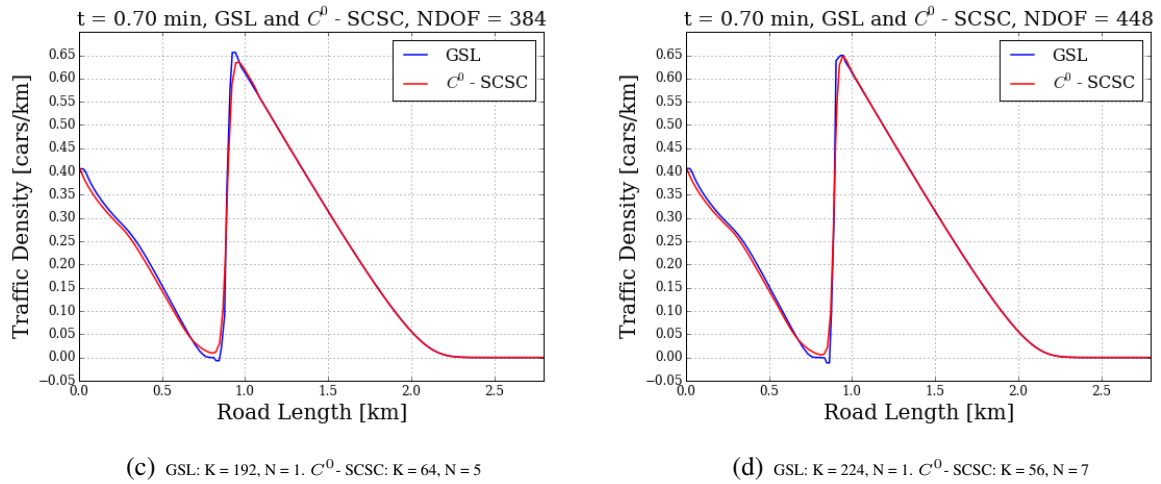 t = 0.70 min, GSL and C⁰ - SCSC, NDOF = 384
GSL
C⁰ - SCSC
Traffic Density [cars/km]
0.65
0.60
0.55
0.50
0.45
0.40
0.35
0.30
0.25
0.20
0.15
0.10
0.05
0.00
−0.05
0.0 0.5 1.0 1.5 2.0 2.5
Road Length [km]
(c) GSL: K = 192, N = 1. C⁰- SCSC: K = 64, N = 5
t = 0.70 min, GSL and C⁰ - SCSC, NDOF = 448
GSL
C⁰ - SCSC
Traffic Density [cars/km]
0.65
0.60
0.55
0.50
0.45
0.40
0.35
0.30
0.25
0.20
0.15
0.10
0.05
0.00
−0.05
0.0 0.5 1.0 1.5 2.0 2.5
Road Length [km]
(d) GSL: K = 224, N = 1. C⁰- SCSC: K = 56, N = 7